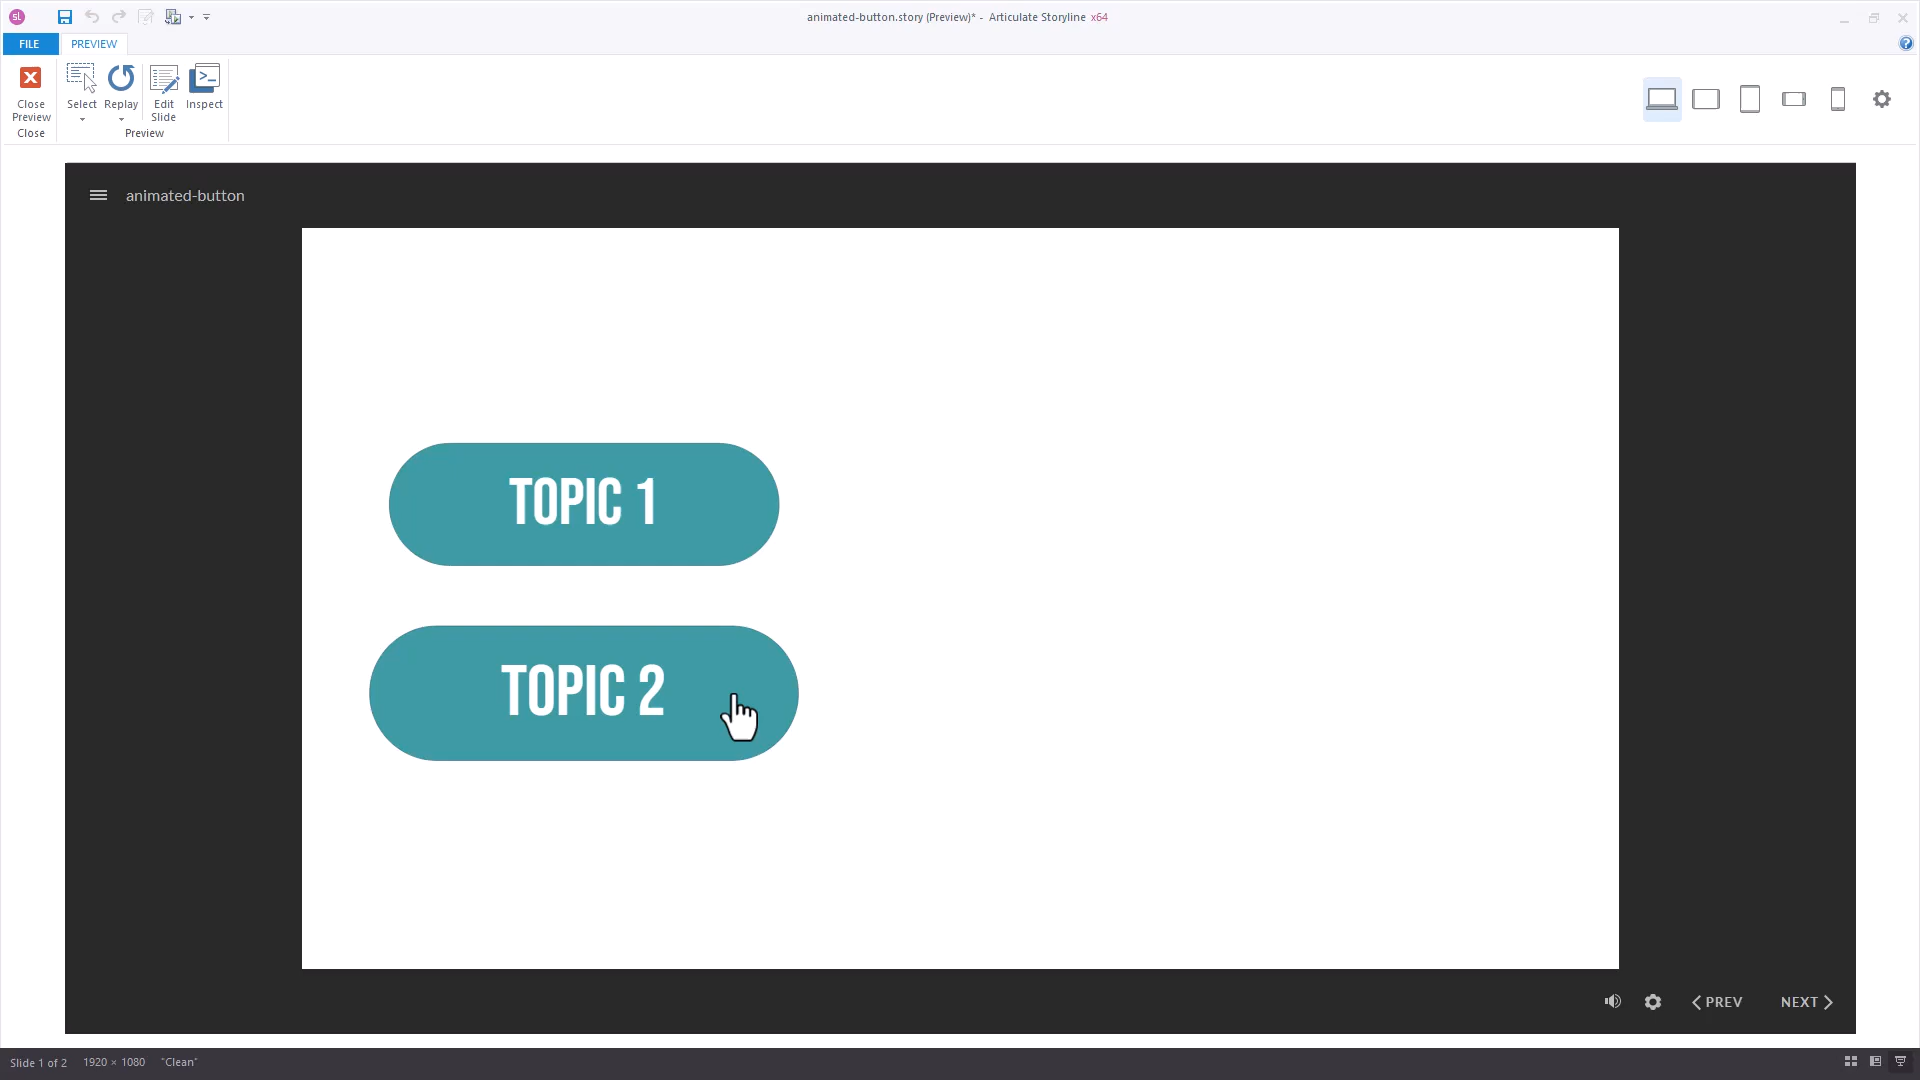 sl
animated-button.story (Preview)* - Articulate Storyline x64
FILE
PREVIEW
?
Close
Preview
Select
Replay
Edit
Slide
Inspect
Close
Preview
animated-button
TOPIC 1
TOPIC 2
PREV
NEXT
Slide 1 of 2
1920 × 1080
"Clean"